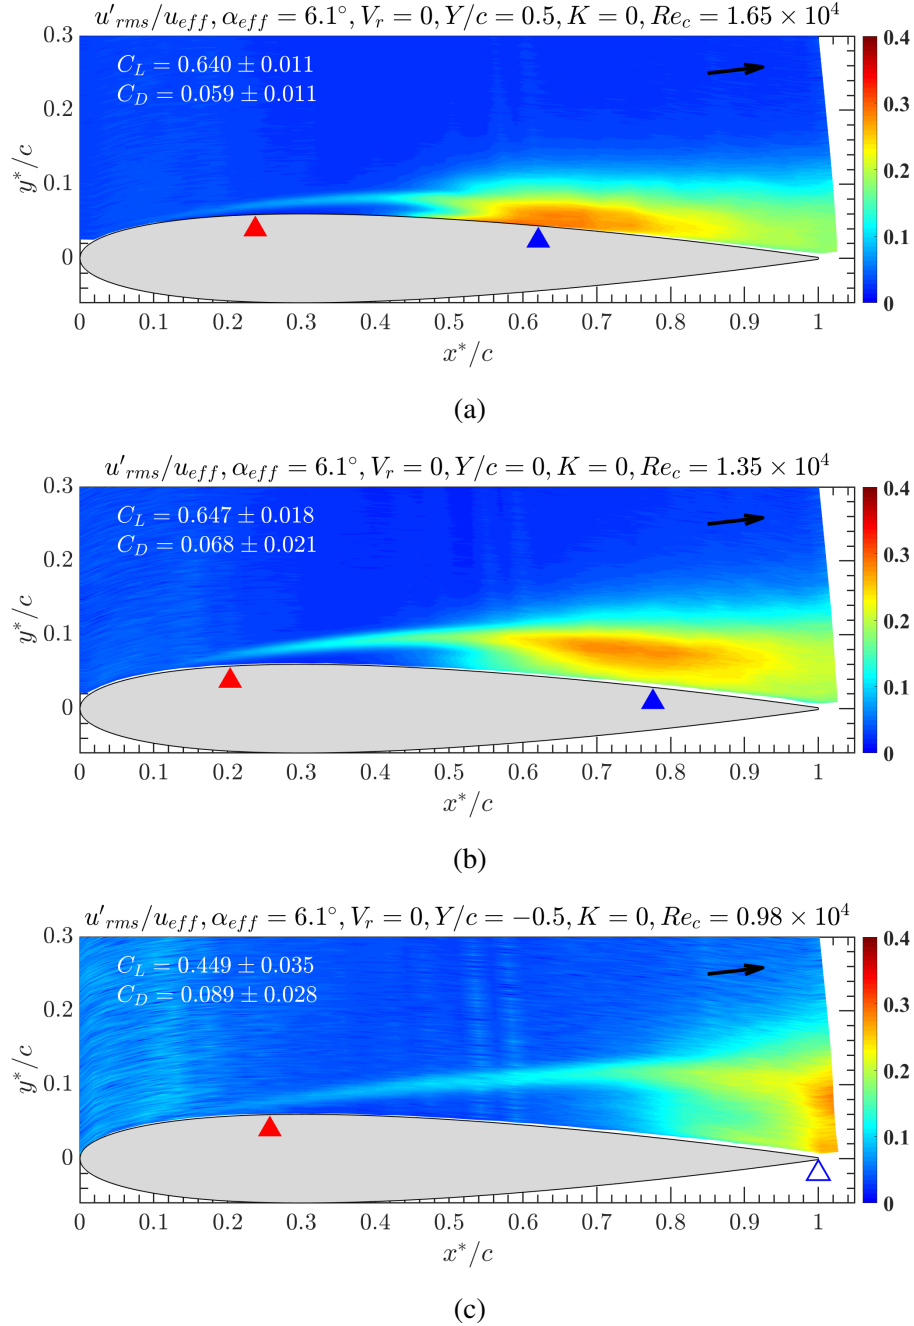 u'rms/ueff, αeff = 6.1°, Vr = 0, Y/c = 0.5, K = 0, Rec = 1.65 × 10⁴
CL = 0.640 ± 0.011
CD = 0.059 ± 0.011
y*/c
0.3
0.2
0.1
0
0 0.1 0.2 0.3 0.4 0.5 0.6 0.7 0.8 0.9 1
x*/c
0.4
0.3
0.2
0.1
0
(a)
u'rms/ueff, αeff = 6.1°, Vr = 0, Y/c = 0, K = 0, Rec = 1.35 × 10⁴
CL = 0.647 ± 0.018
CD = 0.068 ± 0.021
y*/c
0.3
0.2
0.1
0
0 0.1 0.2 0.3 0.4 0.5 0.6 0.7 0.8 0.9 1
x*/c
0.4
0.3
0.2
0.1
0
(b)
u'rms/ueff, αeff = 6.1°, Vr = 0, Y/c = −0.5, K = 0, Rec = 0.98 × 10⁴
CL = 0.449 ± 0.035
CD = 0.089 ± 0.028
y*/c
0.3
0.2
0.1
0
0 0.1 0.2 0.3 0.4 0.5 0.6 0.7 0.8 0.9 1
x*/c
0.4
0.3
0.2
0.1
0
(c)